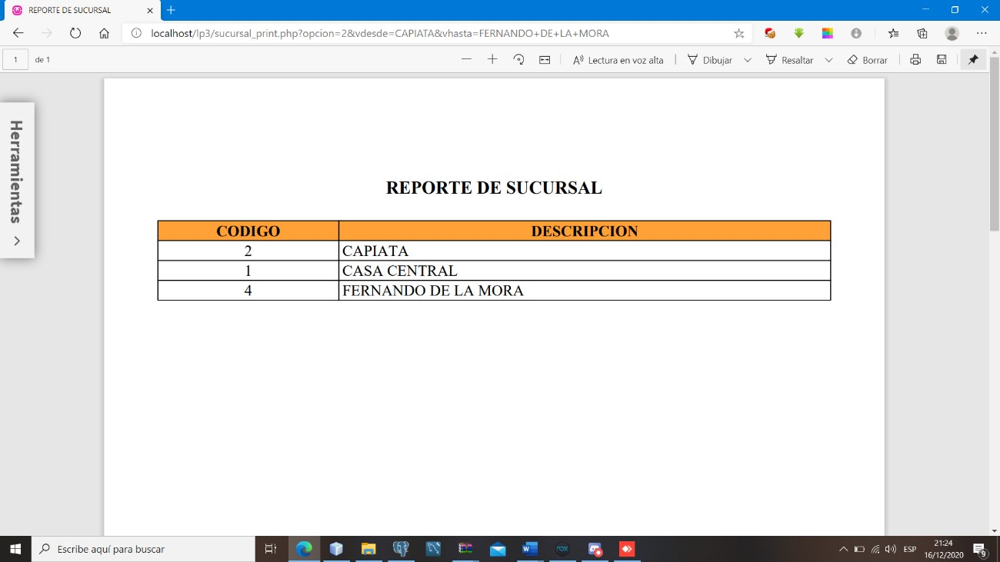 REPORTE DE SUCURSAL
localhost/lp3/sucursal_print.php?opcion=2&vdesde=CAPIATA&vhasta=FERNANDO+DE+LA+MORA
1 de 1 Lectura en voz alta Dibujar Resaltar Borrar
Herramientas
REPORTE DE SUCURSAL
CODIGO DESCRIPCION
2 CAPIATA
1 CASA CENTRAL
4 FERNANDO DE LA MORA
Escribe aquí para buscar
nox
ESP
21:24
16/12/2020
9